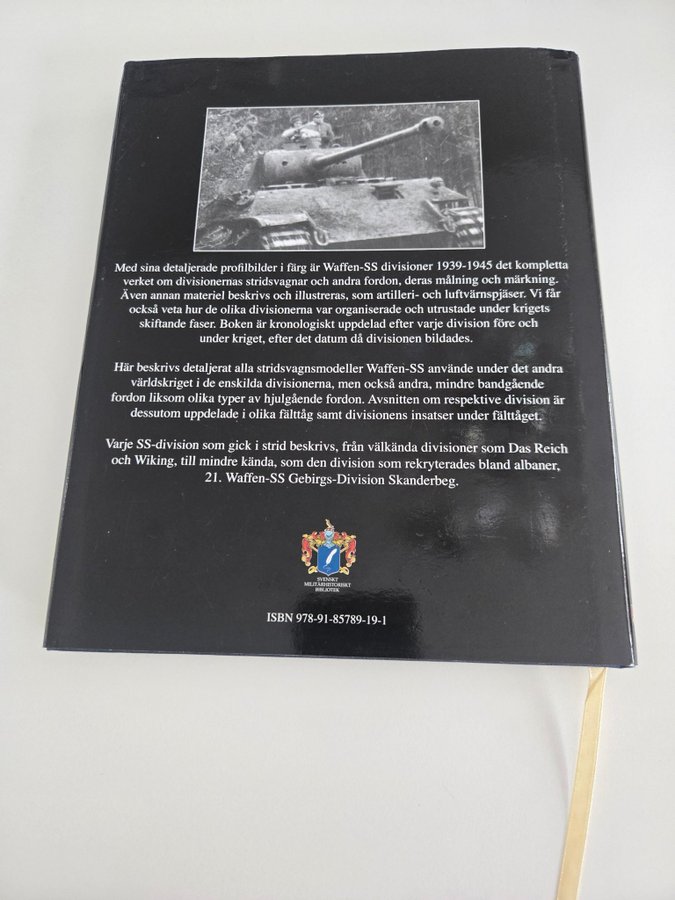 Med sina detaljerade profilbilder i färg är Waffen-SS divisioner 1939-1945 det kompletta
verket om divisionernas stridsvagnar och andra fordon, deras målning och märkning.
Även annan materiel beskrivs och illustreras, som artilleri- och luftvärnspjäser. Vi får
också veta hur de olika divisionerna var organiserade och utrustade under krigets
skiftande faser. Boken är kronologiskt uppdelad efter varje division före och
under kriget, efter det datum då divisionen bildades.
Här beskrivs detaljerat alla stridsvagnsmodeller Waffen-SS använde under det andra
världskriget i de enskilda divisionerna, men också andra, mindre bandgående
fordon liksom olika typer av hjulgående fordon. Avsnitten om respektive division är
dessutom uppdelade i olika fälttåg samt divisionens insatser under fälttåget.
Varje SS-division som gick i strid beskrivs, från välkända divisioner som Das Reich
och Wiking, till mindre kända, som den division som rekryterades bland albaner,
21. Waffen-SS Gebirgs-Division Skanderbeg.
SVENSKT
MILITÄRHISTORISKT
BIBLIOTEK
ISBN 978-91-85789-19-1